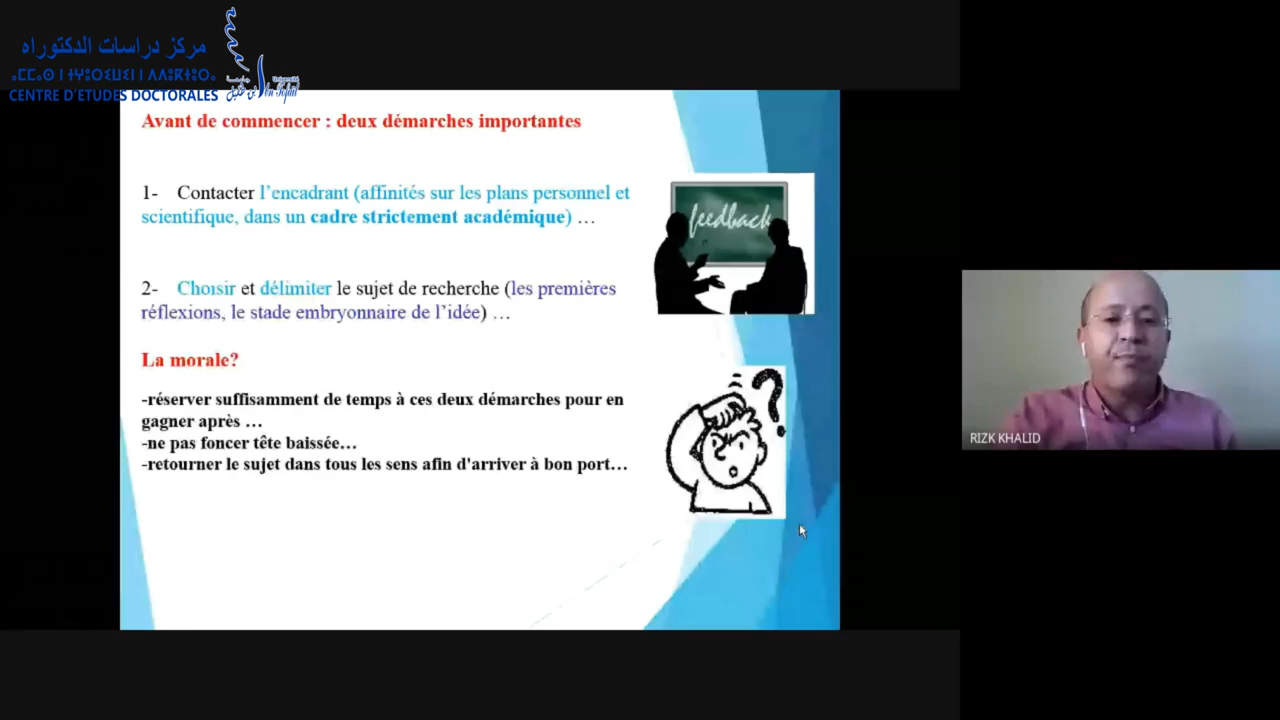 مركز دراسات الدكتوراه
CENTRE D'ETUDES DOCTORALES
Université
Avant de commencer : deux démarches importantes
1- Contacter l'encadrant (affinités sur les plans personnel et
scientifique, dans un cadre strictement académique) …
feedback
2- Choisir et délimiter le sujet de recherche (les premières
réflexions, le stade embryonnaire de l'idée) …
La morale?
-réserver suffisamment de temps à ces deux démarches pour en
gagner après …
-ne pas foncer tête baissée…
-retourner le sujet dans tous les sens afin d'arriver à bon port…
?
RIZK KHALID